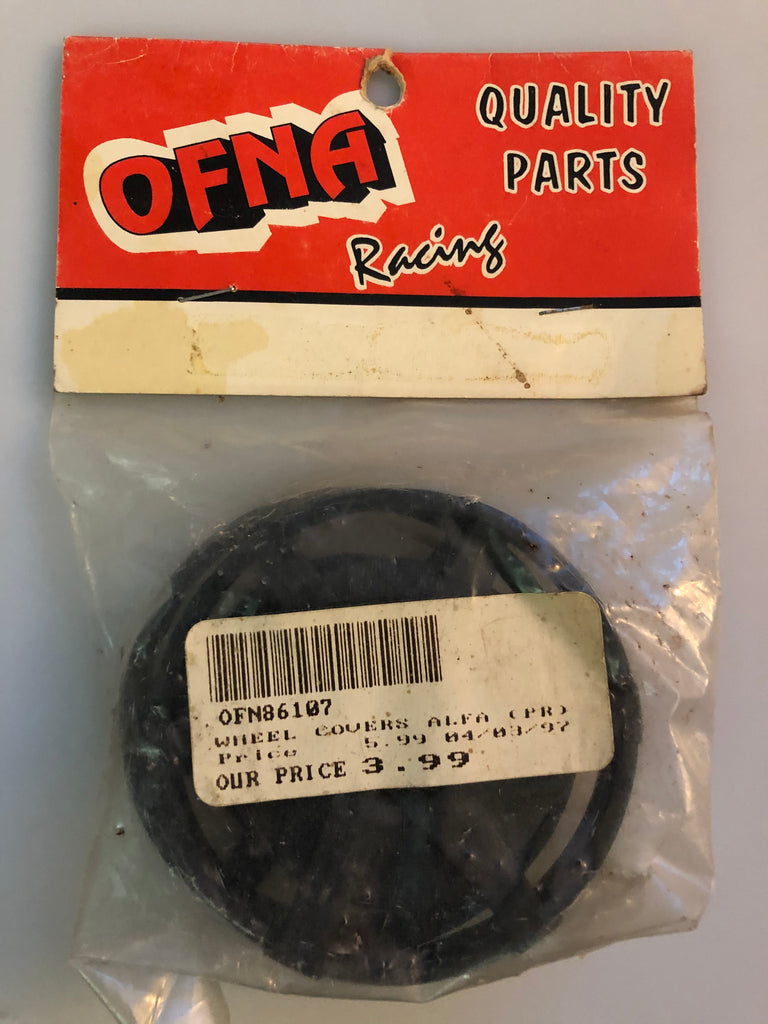 OFNA
Racing
QUALITY
PARTS
OFN86107
WHEEL COVERS ALFA (PR)
Price 5.99 04/03/97
OUR PRICE 3.99